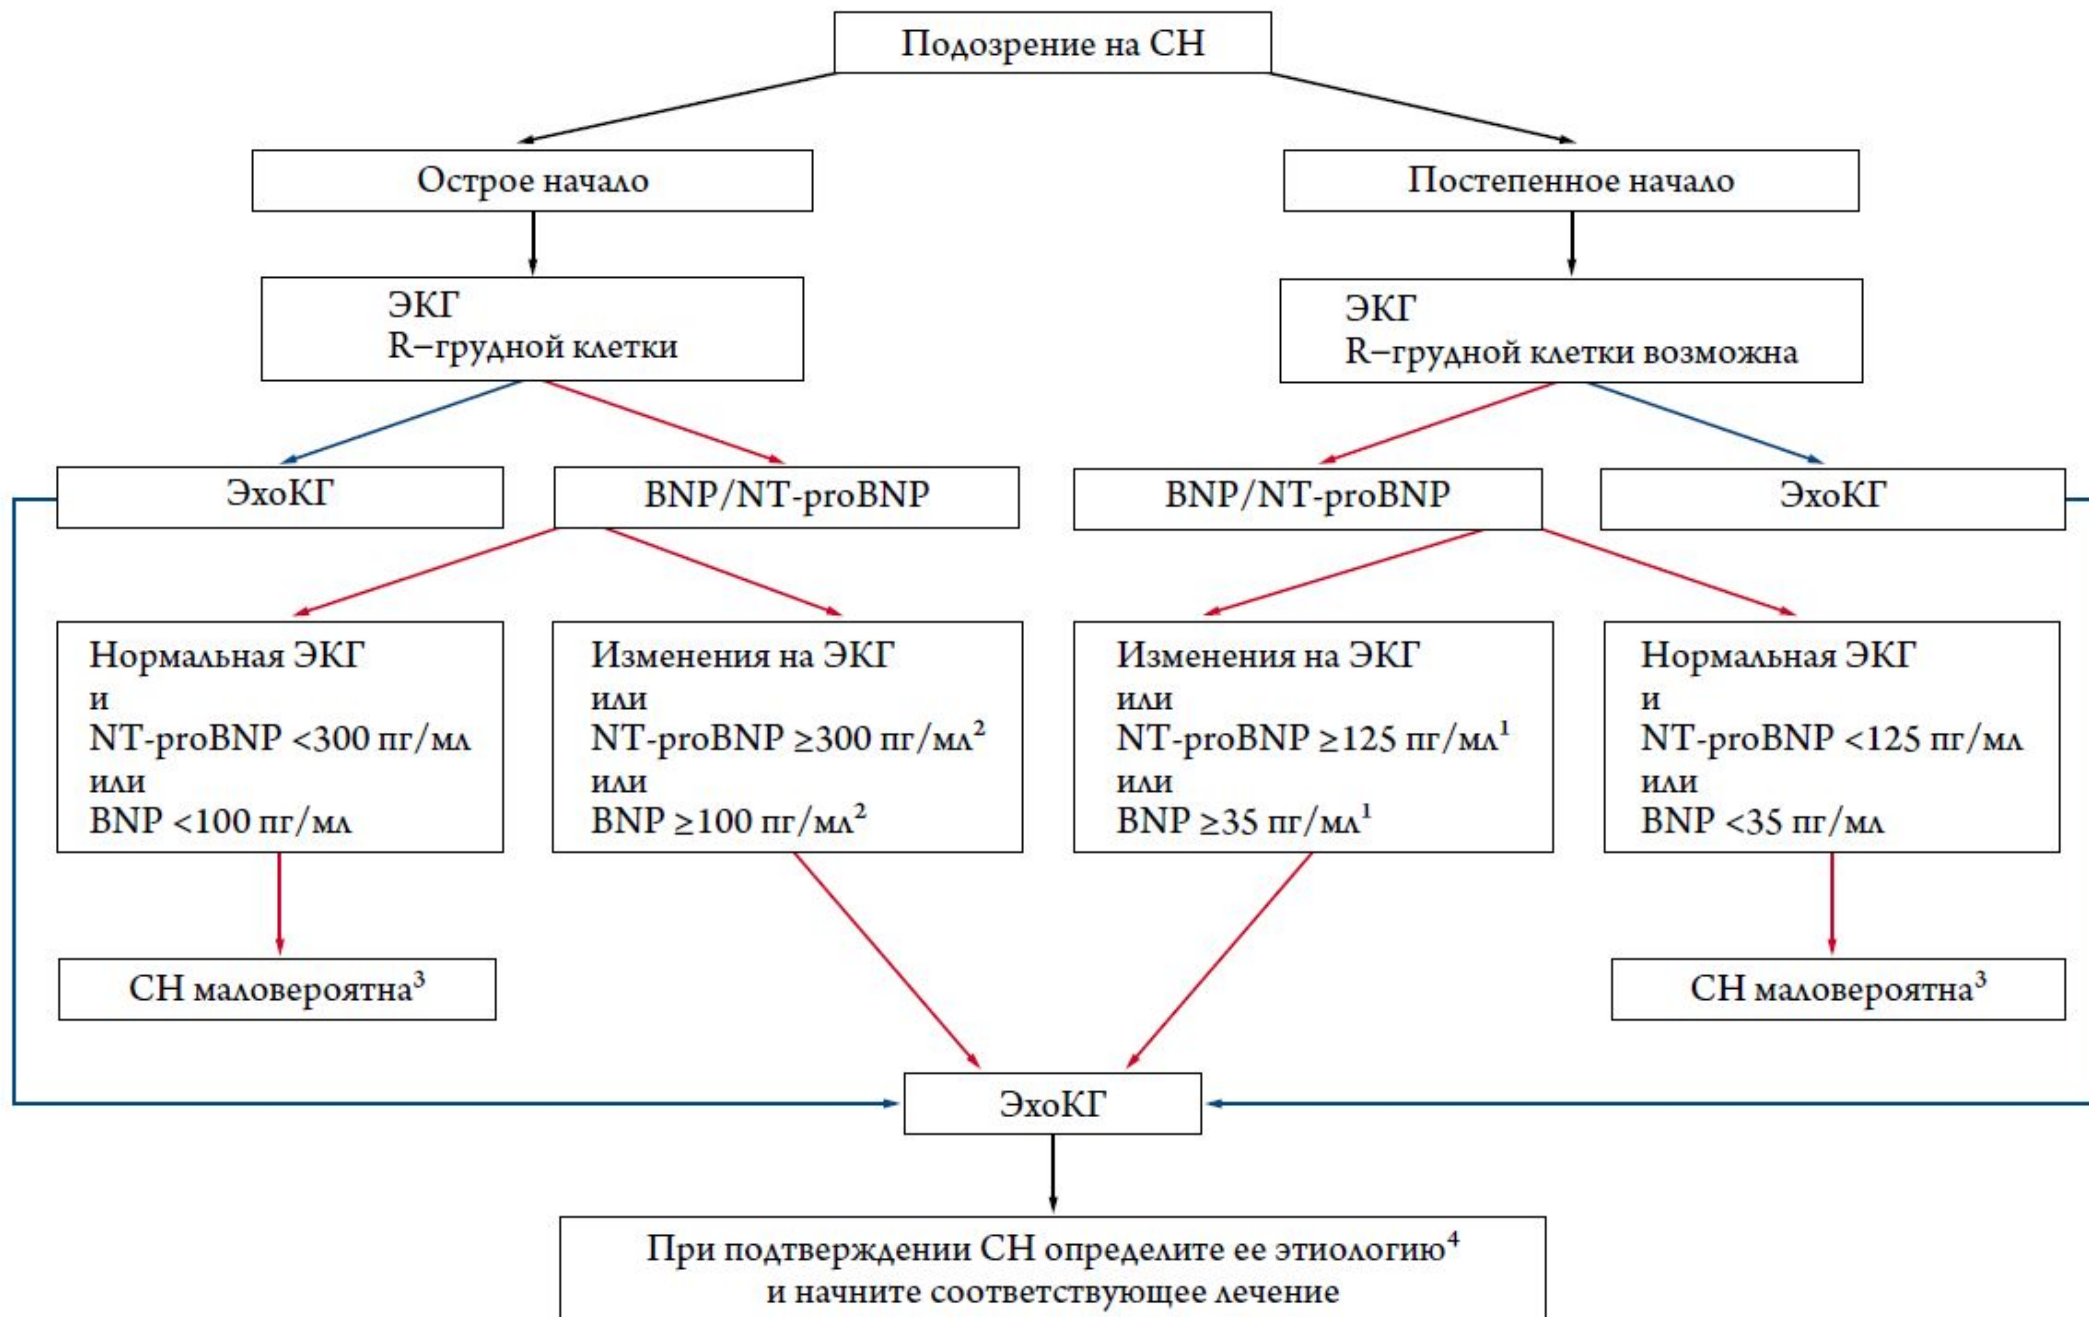 Подозрение на СН
Острое начало
Постепенное начало
ЭКГ
R–грудной клетки
ЭКГ
R–грудной клетки возможна
ЭхоКГ
BNP/NT-proBNP
BNP/NT-proBNP
ЭхоКГ
Нормальная ЭКГ
и
NT-proBNP <300 пг/мл
или
BNP <100 пг/мл
Изменения на ЭКГ
или
NT-proBNP ≥300 пг/мл²
или
BNP ≥100 пг/мл²
Изменения на ЭКГ
или
NT-proBNP ≥125 пг/мл¹
или
BNP ≥35 пг/мл¹
Нормальная ЭКГ
и
NT-proBNP <125 пг/мл
или
BNP <35 пг/мл
СН маловероятна³
СН маловероятна³
ЭхоКГ
При подтверждении СН определите ее этиологию⁴
и начните соответствующее лечение